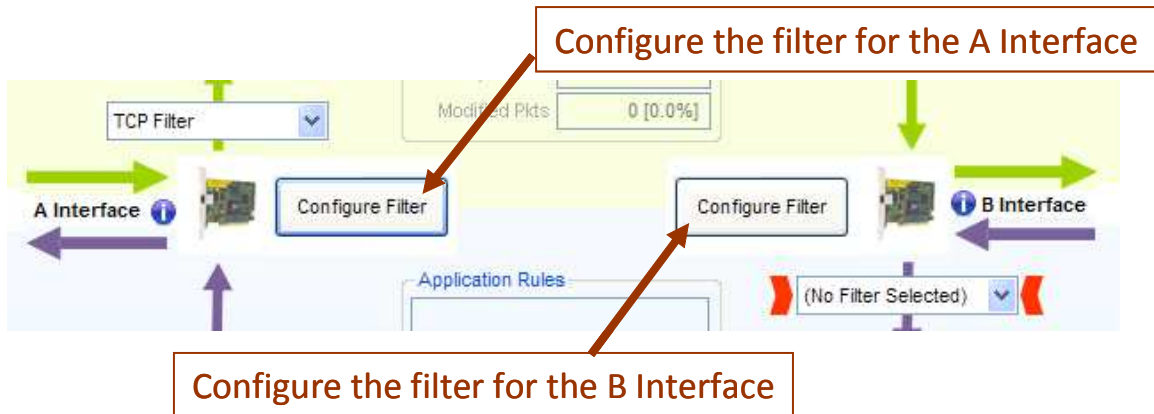 Configure the filter for the A Interface
Modified Pkts 0 [0.0%]
TCP Filter
A Interface
Configure Filter
Configure Filter
B Interface
Application Rules
(No Filter Selected)
Configure the filter for the B Interface